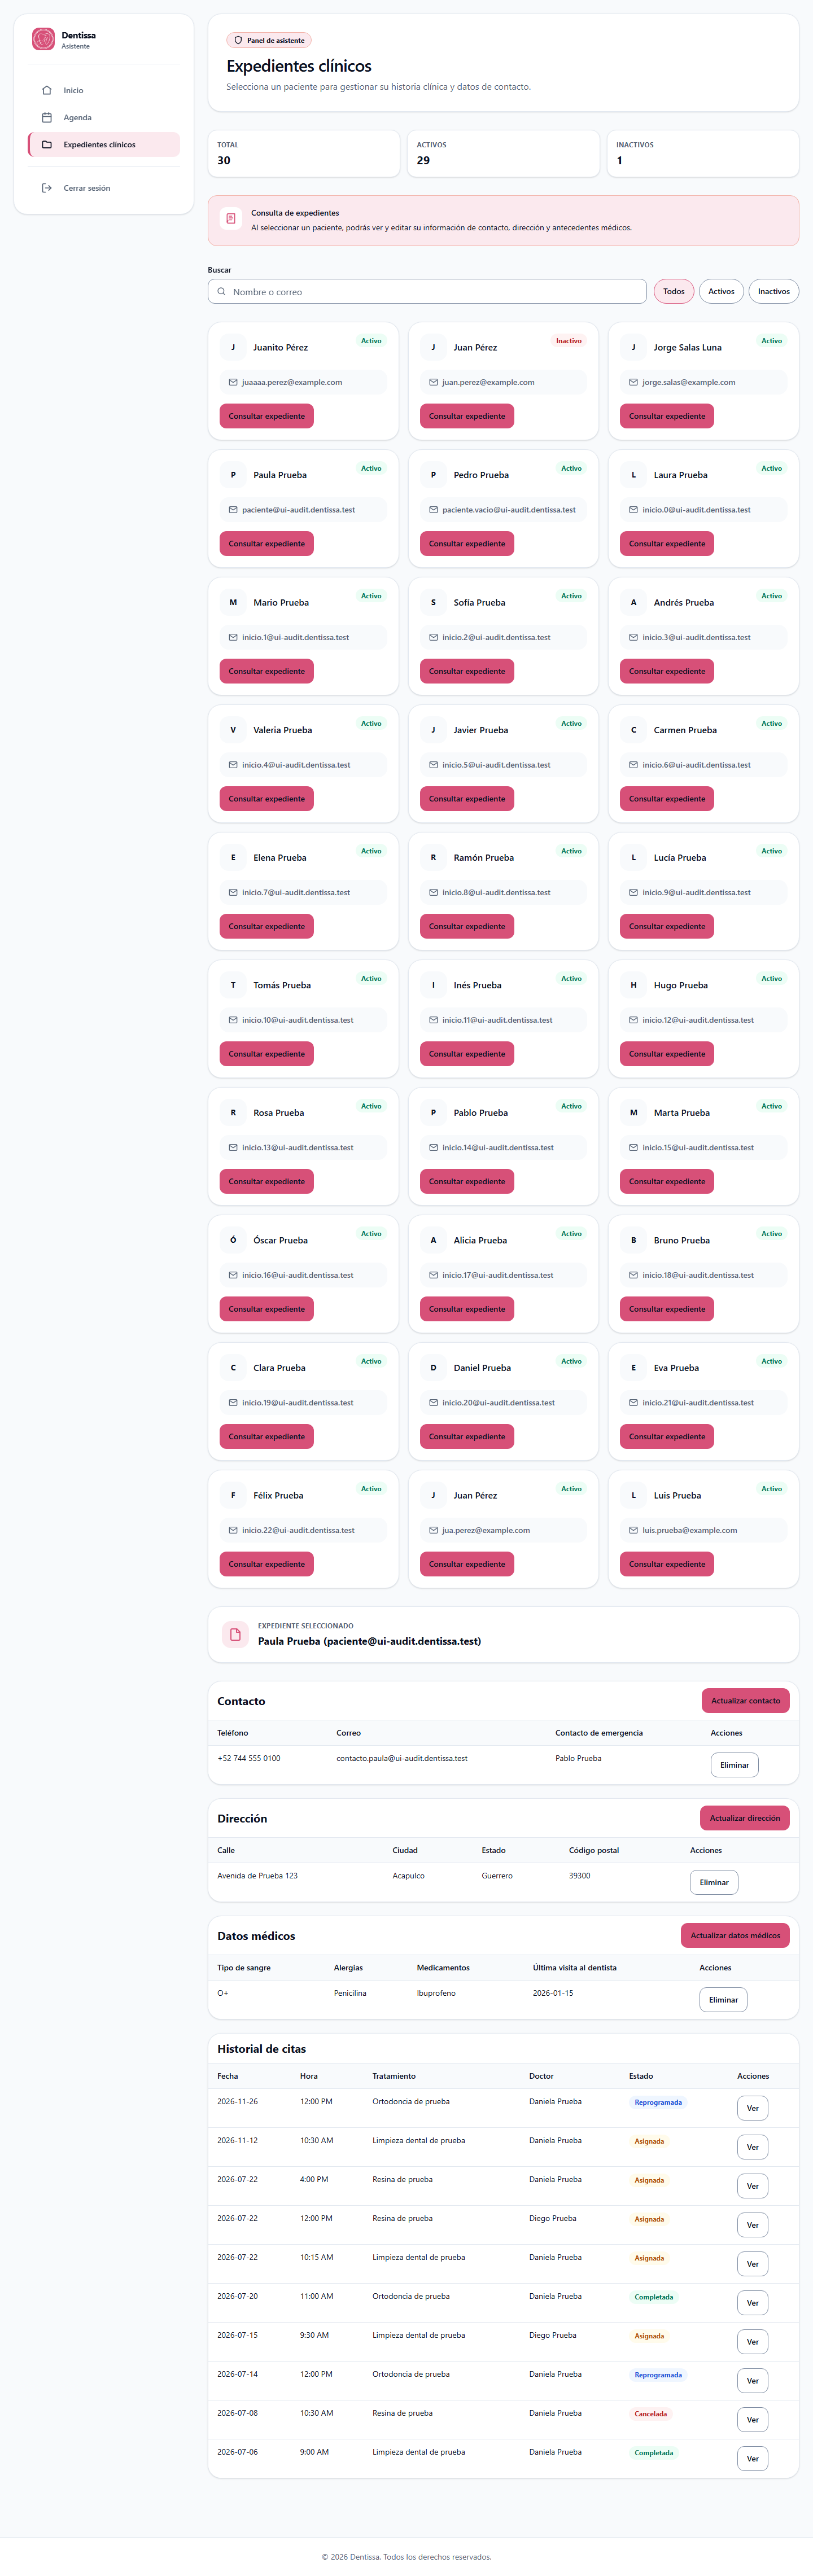 Dentissa
Asistente
Inicio
Agenda
Expedientes clínicos
Cerrar sesión
Panel de asistente
Expedientes clínicos
Selecciona un paciente para gestionar su historia clínica y datos de contacto.
TOTAL
30
ACTIVOS
29
INACTIVOS
1
Consulta de expedientes
Al seleccionar un paciente, podrás ver y editar su información de contacto, dirección y antecedentes médicos.
Buscar
Nombre o correo
Todos
Activos
Inactivos
J Juanito Pérez Activo
juaaaa.perez@example.com
Consultar expediente
J Juan Pérez Inactivo
juan.perez@example.com
Consultar expediente
J Jorge Salas Luna Activo
jorge.salas@example.com
Consultar expediente
P Paula Prueba Activo
paciente@ui-audit.dentissa.test
Consultar expediente
P Pedro Prueba Activo
paciente.vacio@ui-audit.dentissa.test
Consultar expediente
L Laura Prueba Activo
inicio.0@ui-audit.dentissa.test
Consultar expediente
M Mario Prueba Activo
inicio.1@ui-audit.dentissa.test
Consultar expediente
S Sofía Prueba Activo
inicio.2@ui-audit.dentissa.test
Consultar expediente
A Andrés Prueba Activo
inicio.3@ui-audit.dentissa.test
Consultar expediente
V Valeria Prueba Activo
inicio.4@ui-audit.dentissa.test
Consultar expediente
J Javier Prueba Activo
inicio.5@ui-audit.dentissa.test
Consultar expediente
C Carmen Prueba Activo
inicio.6@ui-audit.dentissa.test
Consultar expediente
E Elena Prueba Activo
inicio.7@ui-audit.dentissa.test
Consultar expediente
R Ramón Prueba Activo
inicio.8@ui-audit.dentissa.test
Consultar expediente
L Lucía Prueba Activo
inicio.9@ui-audit.dentissa.test
Consultar expediente
T Tomás Prueba Activo
inicio.10@ui-audit.dentissa.test
Consultar expediente
I Inés Prueba Activo
inicio.11@ui-audit.dentissa.test
Consultar expediente
H Hugo Prueba Activo
inicio.12@ui-audit.dentissa.test
Consultar expediente
R Rosa Prueba Activo
inicio.13@ui-audit.dentissa.test
Consultar expediente
P Pablo Prueba Activo
inicio.14@ui-audit.dentissa.test
Consultar expediente
M Marta Prueba Activo
inicio.15@ui-audit.dentissa.test
Consultar expediente
Ó Óscar Prueba Activo
inicio.16@ui-audit.dentissa.test
Consultar expediente
A Alicia Prueba Activo
inicio.17@ui-audit.dentissa.test
Consultar expediente
B Bruno Prueba Activo
inicio.18@ui-audit.dentissa.test
Consultar expediente
C Clara Prueba Activo
inicio.19@ui-audit.dentissa.test
Consultar expediente
D Daniel Prueba Activo
inicio.20@ui-audit.dentissa.test
Consultar expediente
E Eva Prueba Activo
inicio.21@ui-audit.dentissa.test
Consultar expediente
F Félix Prueba Activo
inicio.22@ui-audit.dentissa.test
Consultar expediente
J Juan Pérez Activo
jua.perez@example.com
Consultar expediente
L Luis Prueba Activo
luis.prueba@example.com
Consultar expediente
EXPEDIENTE SELECCIONADO
Paula Prueba (paciente@ui-audit.dentissa.test)
Contacto Actualizar contacto
Teléfono Correo Contacto de emergencia Acciones
+52 744 555 0100 contacto.paula@ui-audit.dentissa.test Pablo Prueba Eliminar
Dirección Actualizar dirección
Calle Ciudad Estado Código postal Acciones
Avenida de Prueba 123 Acapulco Guerrero 39300 Eliminar
Datos médicos Actualizar datos médicos
Tipo de sangre Alergias Medicamentos Última visita al dentista Acciones
O+ Penicilina Ibuprofeno 2026-01-15 Eliminar
Historial de citas
Fecha Hora Tratamiento Doctor Estado Acciones
2026-11-26 12:00 PM Ortodoncia de prueba Daniela Prueba Reprogramada Ver
2026-11-12 10:30 AM Limpieza dental de prueba Daniela Prueba Asignada Ver
2026-07-22 4:00 PM Resina de prueba Daniela Prueba Asignada Ver
2026-07-22 12:00 PM Resina de prueba Diego Prueba Asignada Ver
2026-07-22 10:15 AM Limpieza dental de prueba Daniela Prueba Asignada Ver
2026-07-20 11:00 AM Ortodoncia de prueba Daniela Prueba Completada Ver
2026-07-15 9:30 AM Limpieza dental de prueba Diego Prueba Asignada Ver
2026-07-14 12:00 PM Ortodoncia de prueba Daniela Prueba Reprogramada Ver
2026-07-08 10:30 AM Resina de prueba Daniela Prueba Cancelada Ver
2026-07-06 9:00 AM Limpieza dental de prueba Daniela Prueba Completada Ver
© 2026 Dentissa. Todos los derechos reservados.